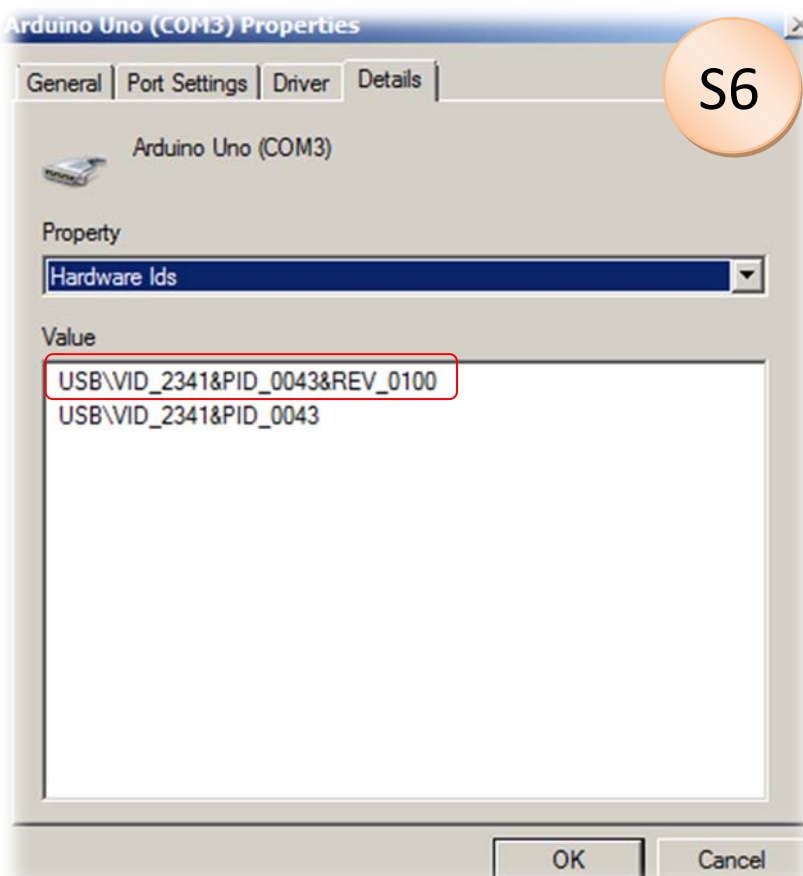 Arduino Uno (COM3) Properties
S6
General Port Settings Driver Details
Arduino Uno (COM3)
Property
Hardware Ids
Value
USB\VID_2341&PID_0043&REV_0100
USB\VID_2341&PID_0043
OK Cancel